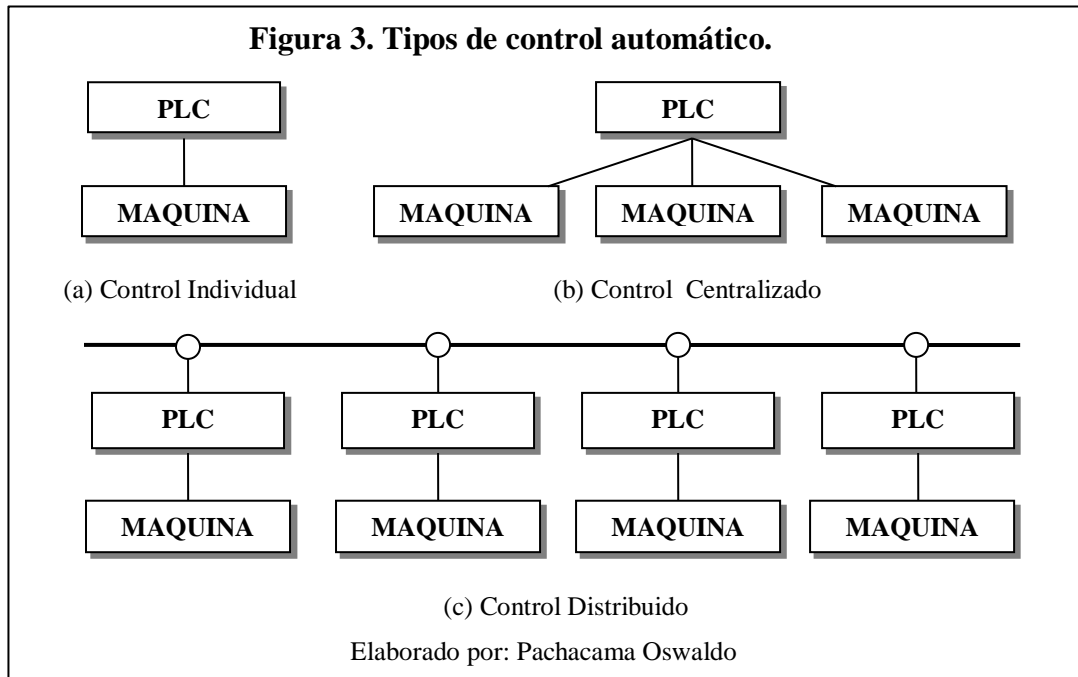 Figura 3. Tipos de control automático.
PLC
PLC
MAQUINA
MAQUINA
MAQUINA
MAQUINA
(a) Control Individual
(b) Control Centralizado
PLC
PLC
PLC
PLC
MAQUINA
MAQUINA
MAQUINA
MAQUINA
(c) Control Distribuido
Elaborado por: Pachacama Oswaldo